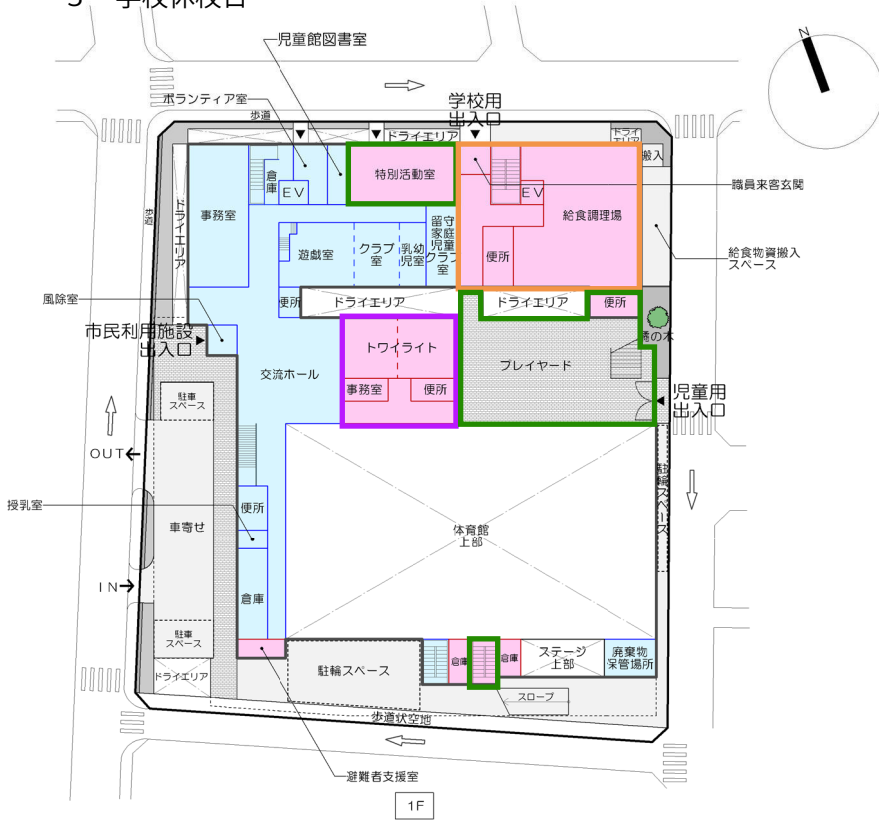 3 学校休校日
N
児童館図書室
ボランティア室
歩道
学校用
出入口
ドライエリア
ドライ
エリア
搬入
倉庫
EV
特別活動室
EV
職員来客玄関
歩道
ドライエリア
事務室
給食調理場
留守
家庭
児童
クラブ
室
遊戯室
クラブ
室
乳幼
児室
便所
給食物資搬入
スペース
風除室
便所
ドライエリア
ドライエリア
便所
市民利用施設
出入口
トワイライト
橘の木
プレイヤード
交流ホール
事務室
便所
児童用
出入口
駐車
スペース
OUT
駐輪スペース
授乳室
便所
車寄せ
体育館
上部
IN
倉庫
駐車
スペース
倉庫
倉庫
ステージ
上部
廃棄物
保管場所
ドライエリア
駐輪スペース
スロープ
歩道状空地
避難者支援室
1F